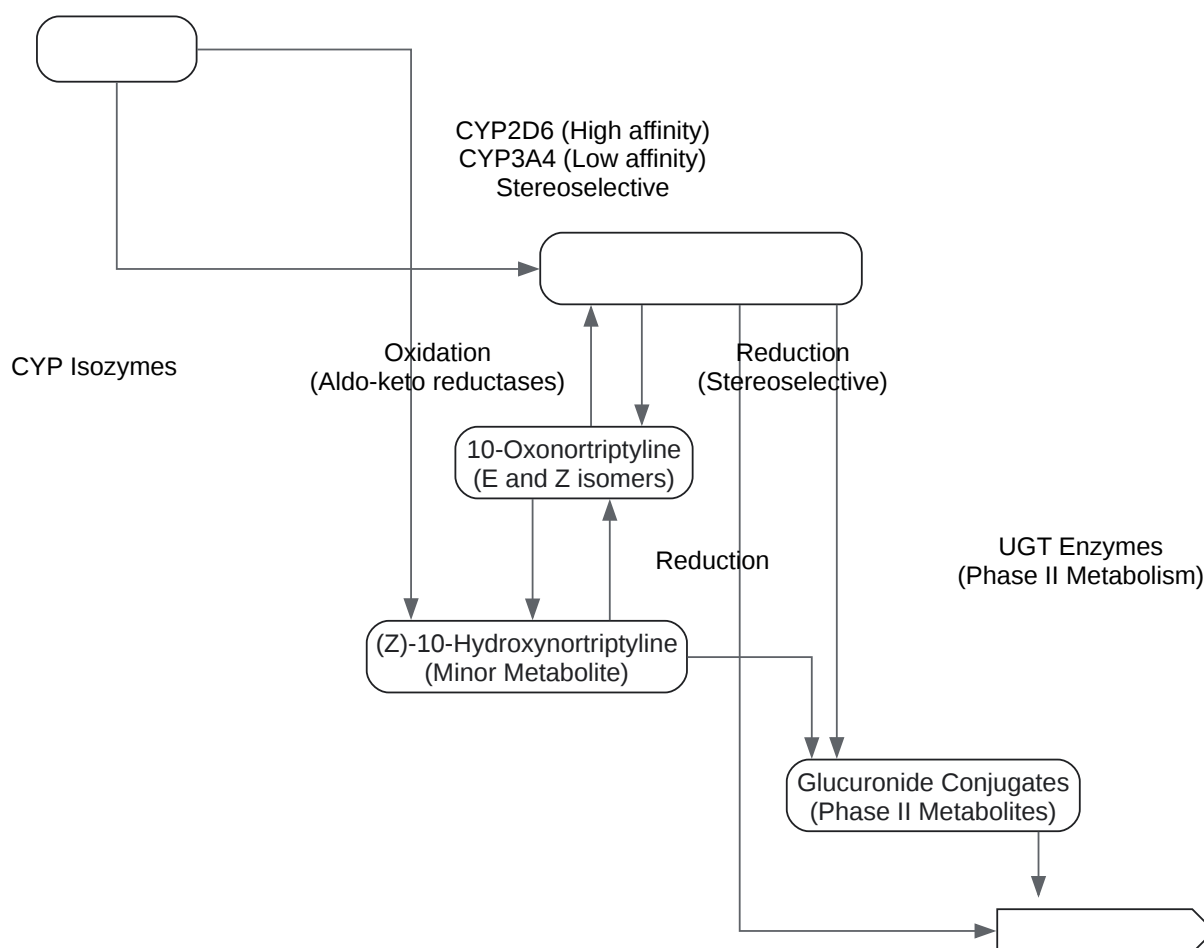 CYP2D6 (High affinity)
CYP3A4 (Low affinity)
Stereoselective
CYP Isozymes
Oxidation
(Aldo-keto reductases)
Reduction
(Stereoselective)
10-Oxonortriptyline
(E and Z isomers)
Reduction
UGT Enzymes
(Phase II Metabolism)
(Z)-10-Hydroxynortriptyline
(Minor Metabolite)
Glucuronide Conjugates
(Phase II Metabolites)